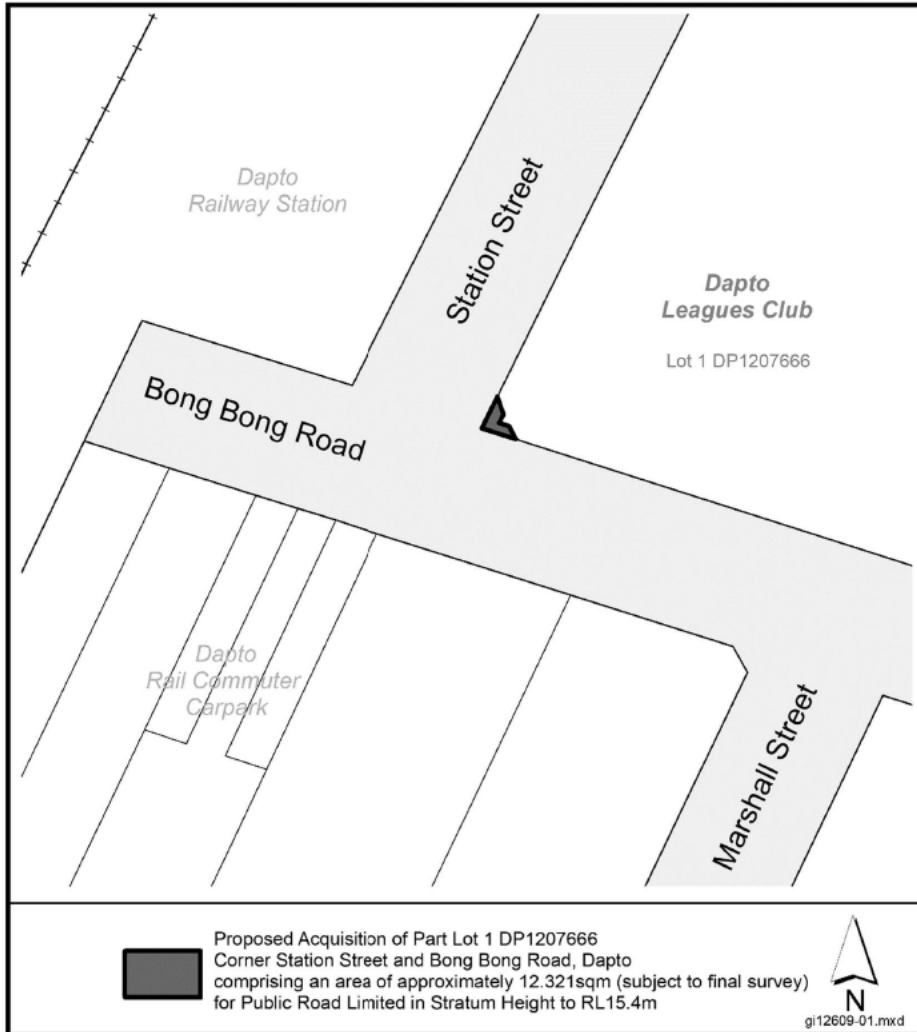 Dapto
Railway Station
Station Street
Dapto
Leagues Club
Lot 1 DP1207666
Bong Bong Road
Dapto
Rail Commuter
Carpark
Marshall Street
Proposed Acquisition of Part Lot 1 DP1207666
Corner Station Street and Bong Bong Road, Dapto
comprising an area of approximately 12.321sqm (subject to final survey)
for Public Road Limited in Stratum Height to RL15.4m
N
gi12609-01.mxd